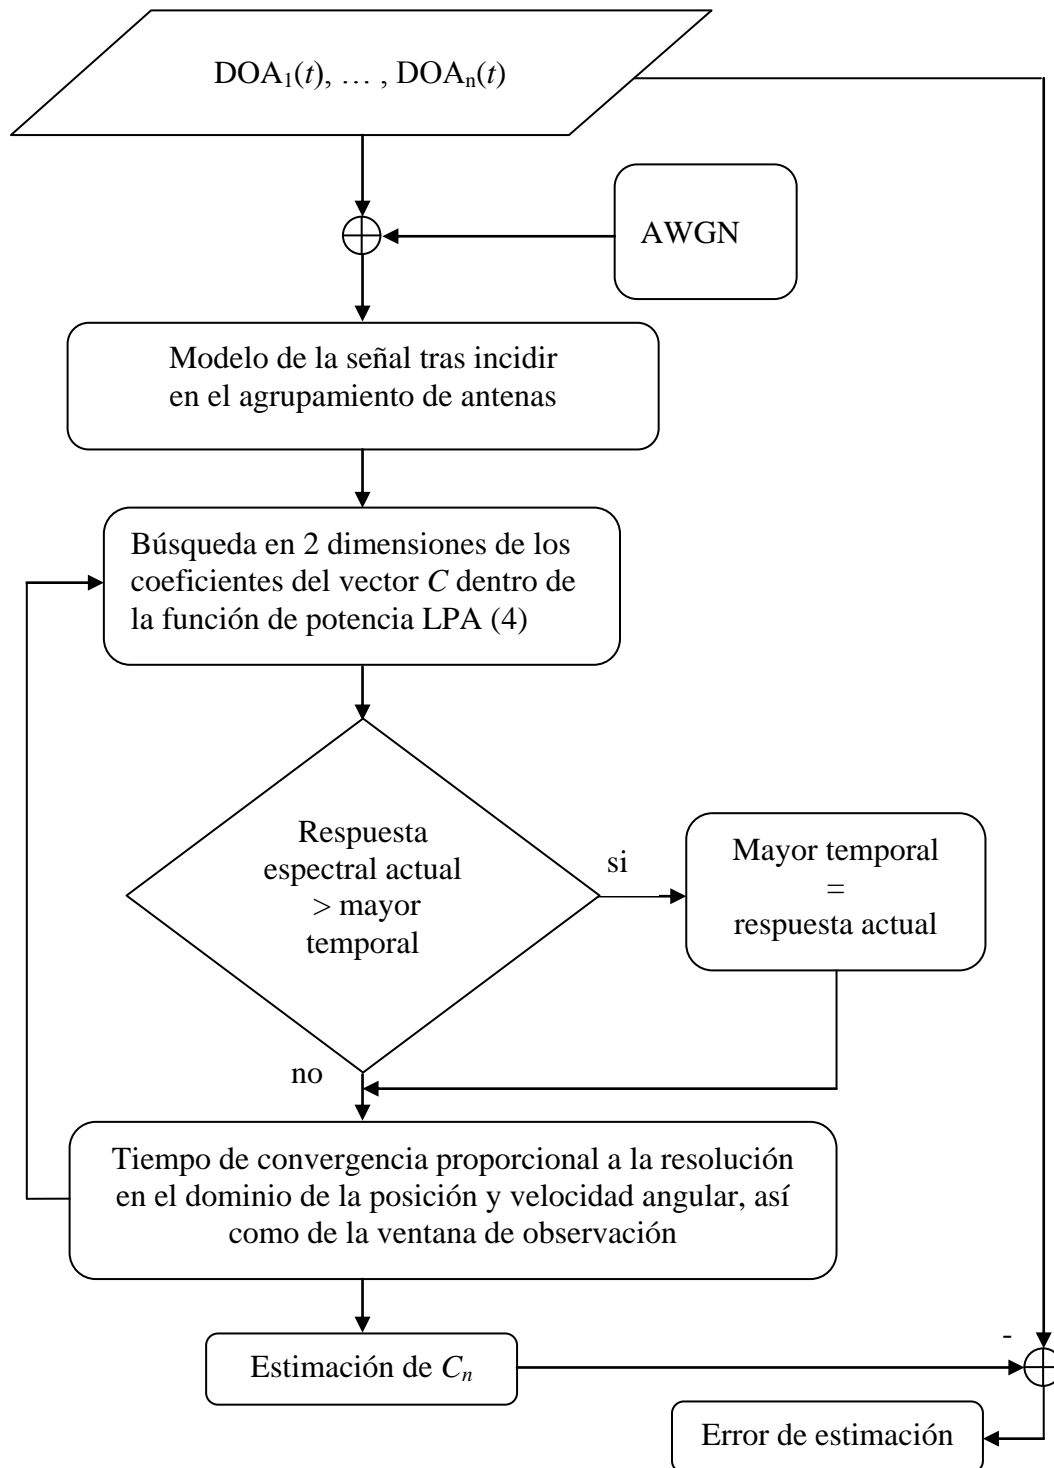 DOA₁(t), … , DOAₙ(t)
AWGN
Modelo de la señal tras incidir
en el agrupamiento de antenas
Búsqueda en 2 dimensiones de los
coeficientes del vector C dentro de
la función de potencia LPA (4)
Respuesta
espectral actual
> mayor
temporal
si
Mayor temporal
=
respuesta actual
no
Tiempo de convergencia proporcional a la resolución
en el dominio de la posición y velocidad angular, así
como de la ventana de observación
-
Estimación de Cₙ
Error de estimación